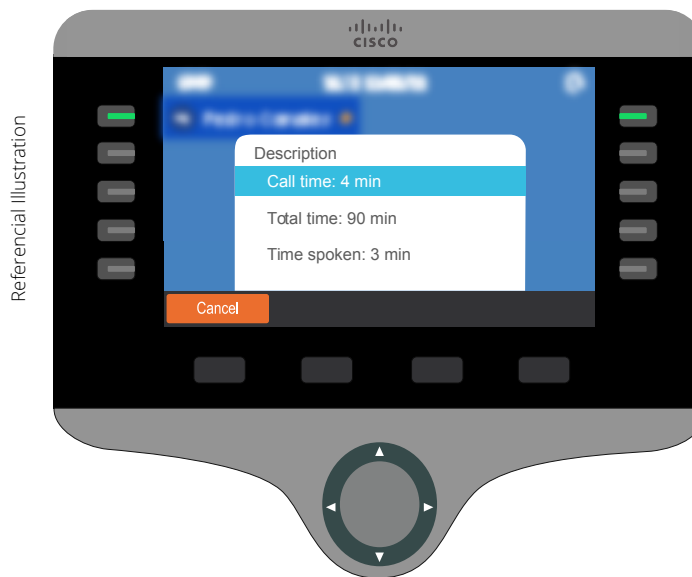 Referencial Illustration
CISCO
Description
Call time: 4 min
Total time: 90 min
Time spoken: 3 min
Cancel